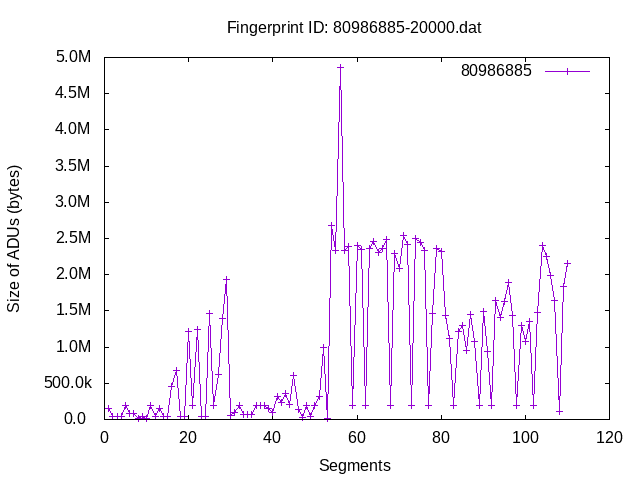 Fingerprint ID: 80986885-20000.dat
80986885
Size of ADUs (bytes)
5.0M
4.5M
4.0M
3.5M
3.0M
2.5M
2.0M
1.5M
1.0M
500.0k
0.0
0 20 40 60 80 100 120
Segments